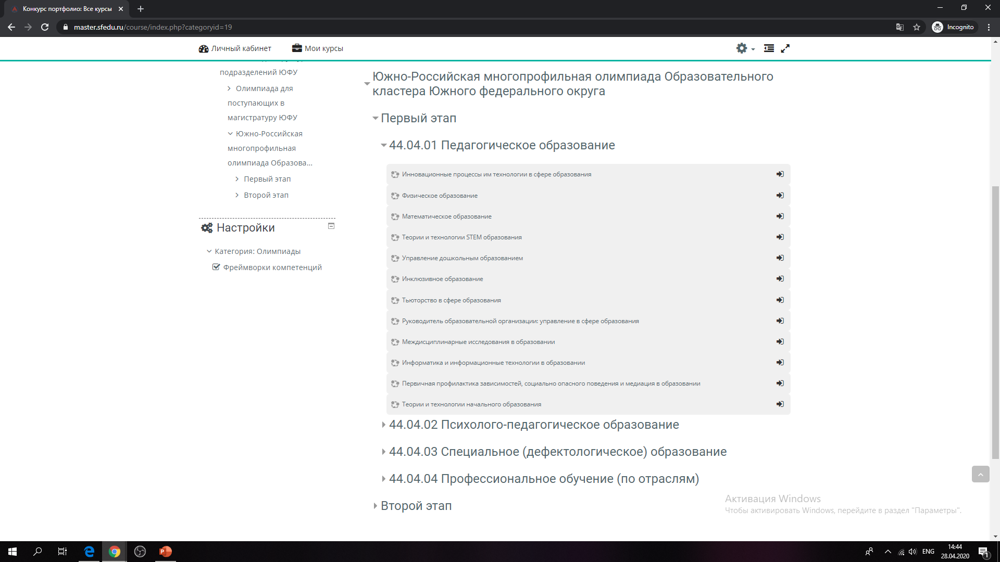 Конкурс портфолио: Все курсы
master.sfedu.ru/course/index.php?categoryid=19
Incognito
Личный кабинет
Мои курсы
подразделений ЮФУ
Олимпиада для
поступающих в
магистратуру ЮФУ
Южно-Российская
многопрофильная
олимпиада Образова...
Первый этап
Второй этап
Настройки
Категория: Олимпиады
Фреймворки компетенций
Южно-Российская многопрофильная олимпиада Образовательного
кластера Южного федерального округа
Первый этап
44.04.01 Педагогическое образование
Инновационные процессы им технологии в сфере образования
Физическое образование
Математическое образование
Теории и технологии STEM образования
Управление дошкольным образованием
Инклюзивное образование
Тьюторство в сфере образования
Руководитель образовательной организации: управление в сфере образования
Междисциплинарные исследования в образовании
Информатика и информационные технологии в образовании
Первичная профилактика зависимостей, социально опасного поведения и медиация в образовании
Теории и технологии начального образования
44.04.02 Психолого-педагогическое образование
44.04.03 Специальное (дефектологическое) образование
44.04.04 Профессиональное обучение (по отраслям)
Второй этап
Активация Windows
Чтобы активировать Windows, перейдите в раздел "Параметры".
ENG
14:44
28.04.2020
1